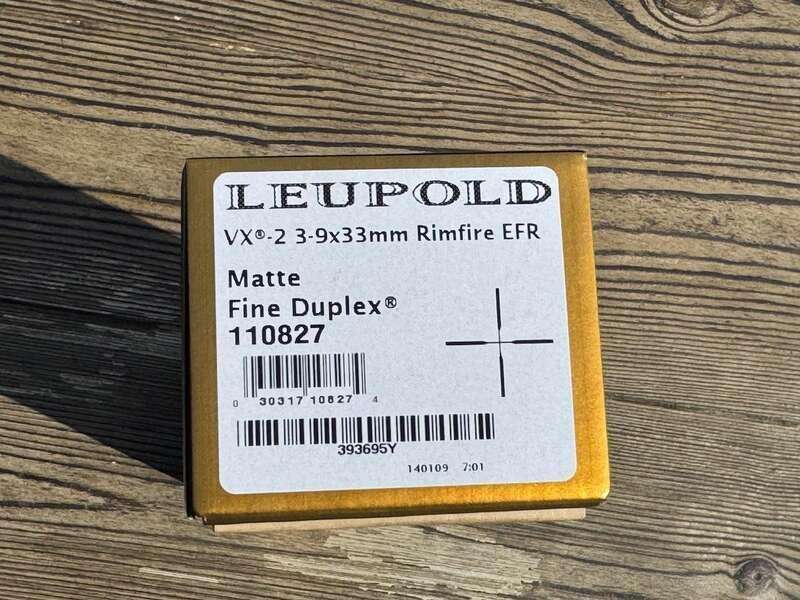 LEUPOLD
VX®-2 3-9x33mm Rimfire EFR
Matte
Fine Duplex®
110827
0 30317 10827 4
393695Y
140109 7:01